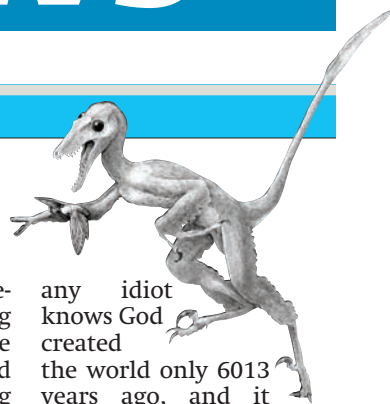 any idiot
knows God
created
the world only 6013
years ago, and it